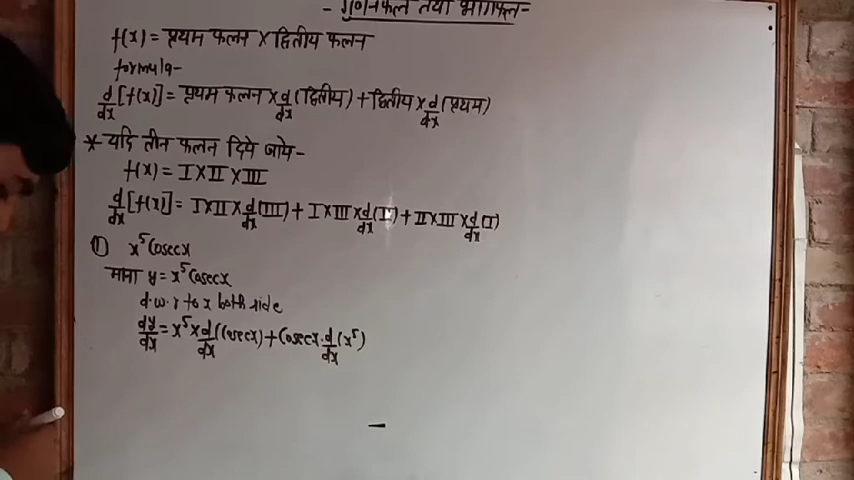 - गुणनफल तथा भागफल-
f(x) = प्रथम फलन × द्वितीय फलन
formula-
d/dx [f(x)] = प्रथम फलन × d/dx (द्वितीय) + द्वितीय × d/dx (प्रथम)
* यदि तीन फलन दिये जाये-
f(x) = I × II × III
d/dx [f(x)] = I × II × d/dx (III) + I × III × d/dx (II) + II × III × d/dx (I)
(1) x⁵ Cosecx
माना y = x⁵ Cosecx
d.w.r to x both side
dy/dx = x⁵ × d/dx (Cosecx) + Cosecx · d/dx (x⁵)